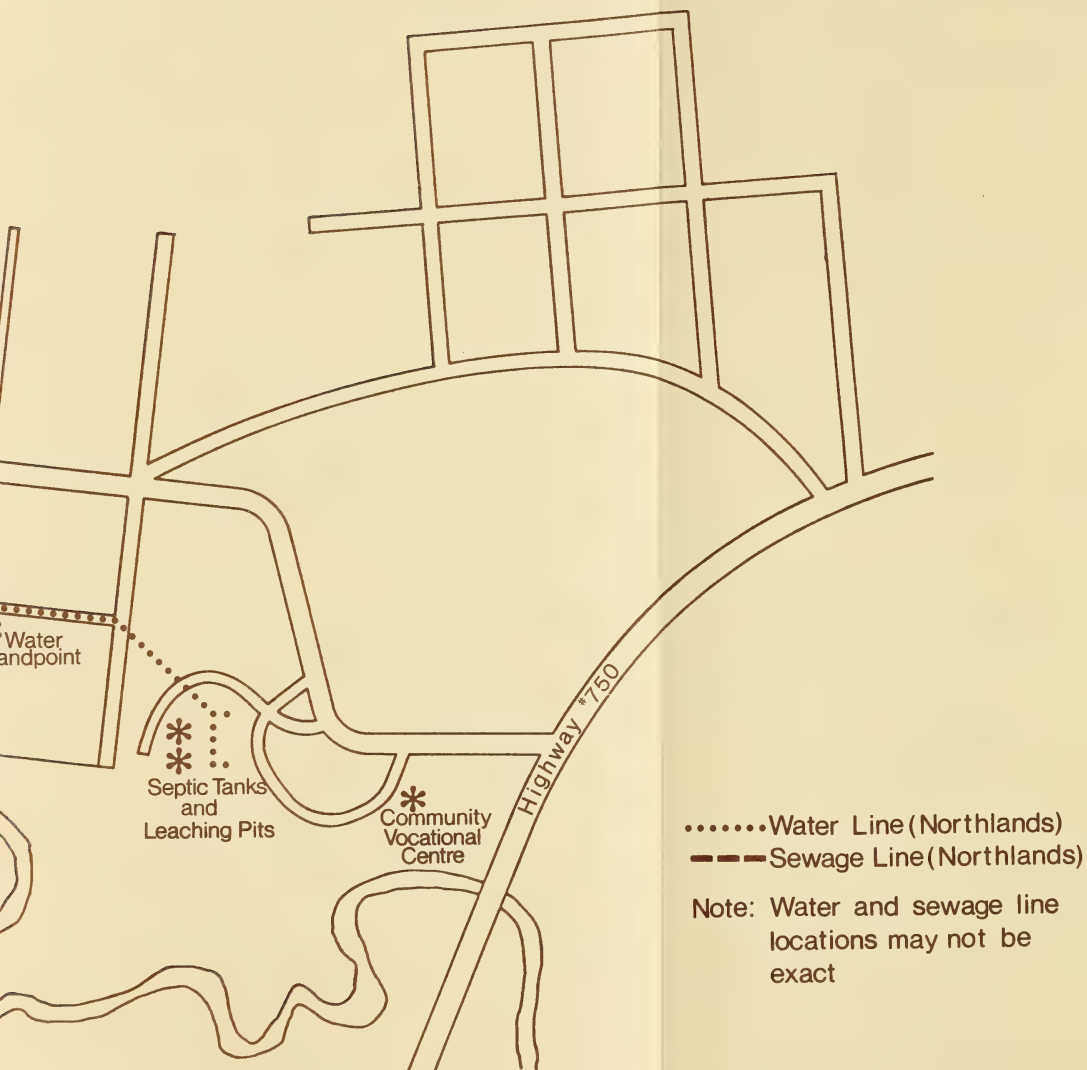 Water
andpoint
Septic Tanks
and
Leaching Pits
Community
Vocational
Centre
Highway #750
Water Line (Northlands)
Sewage Line (Northlands)
Note: Water and sewage line
locations may not be
exact